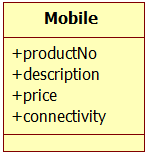 Mobile
+productNo
+description
+price
+connectivity